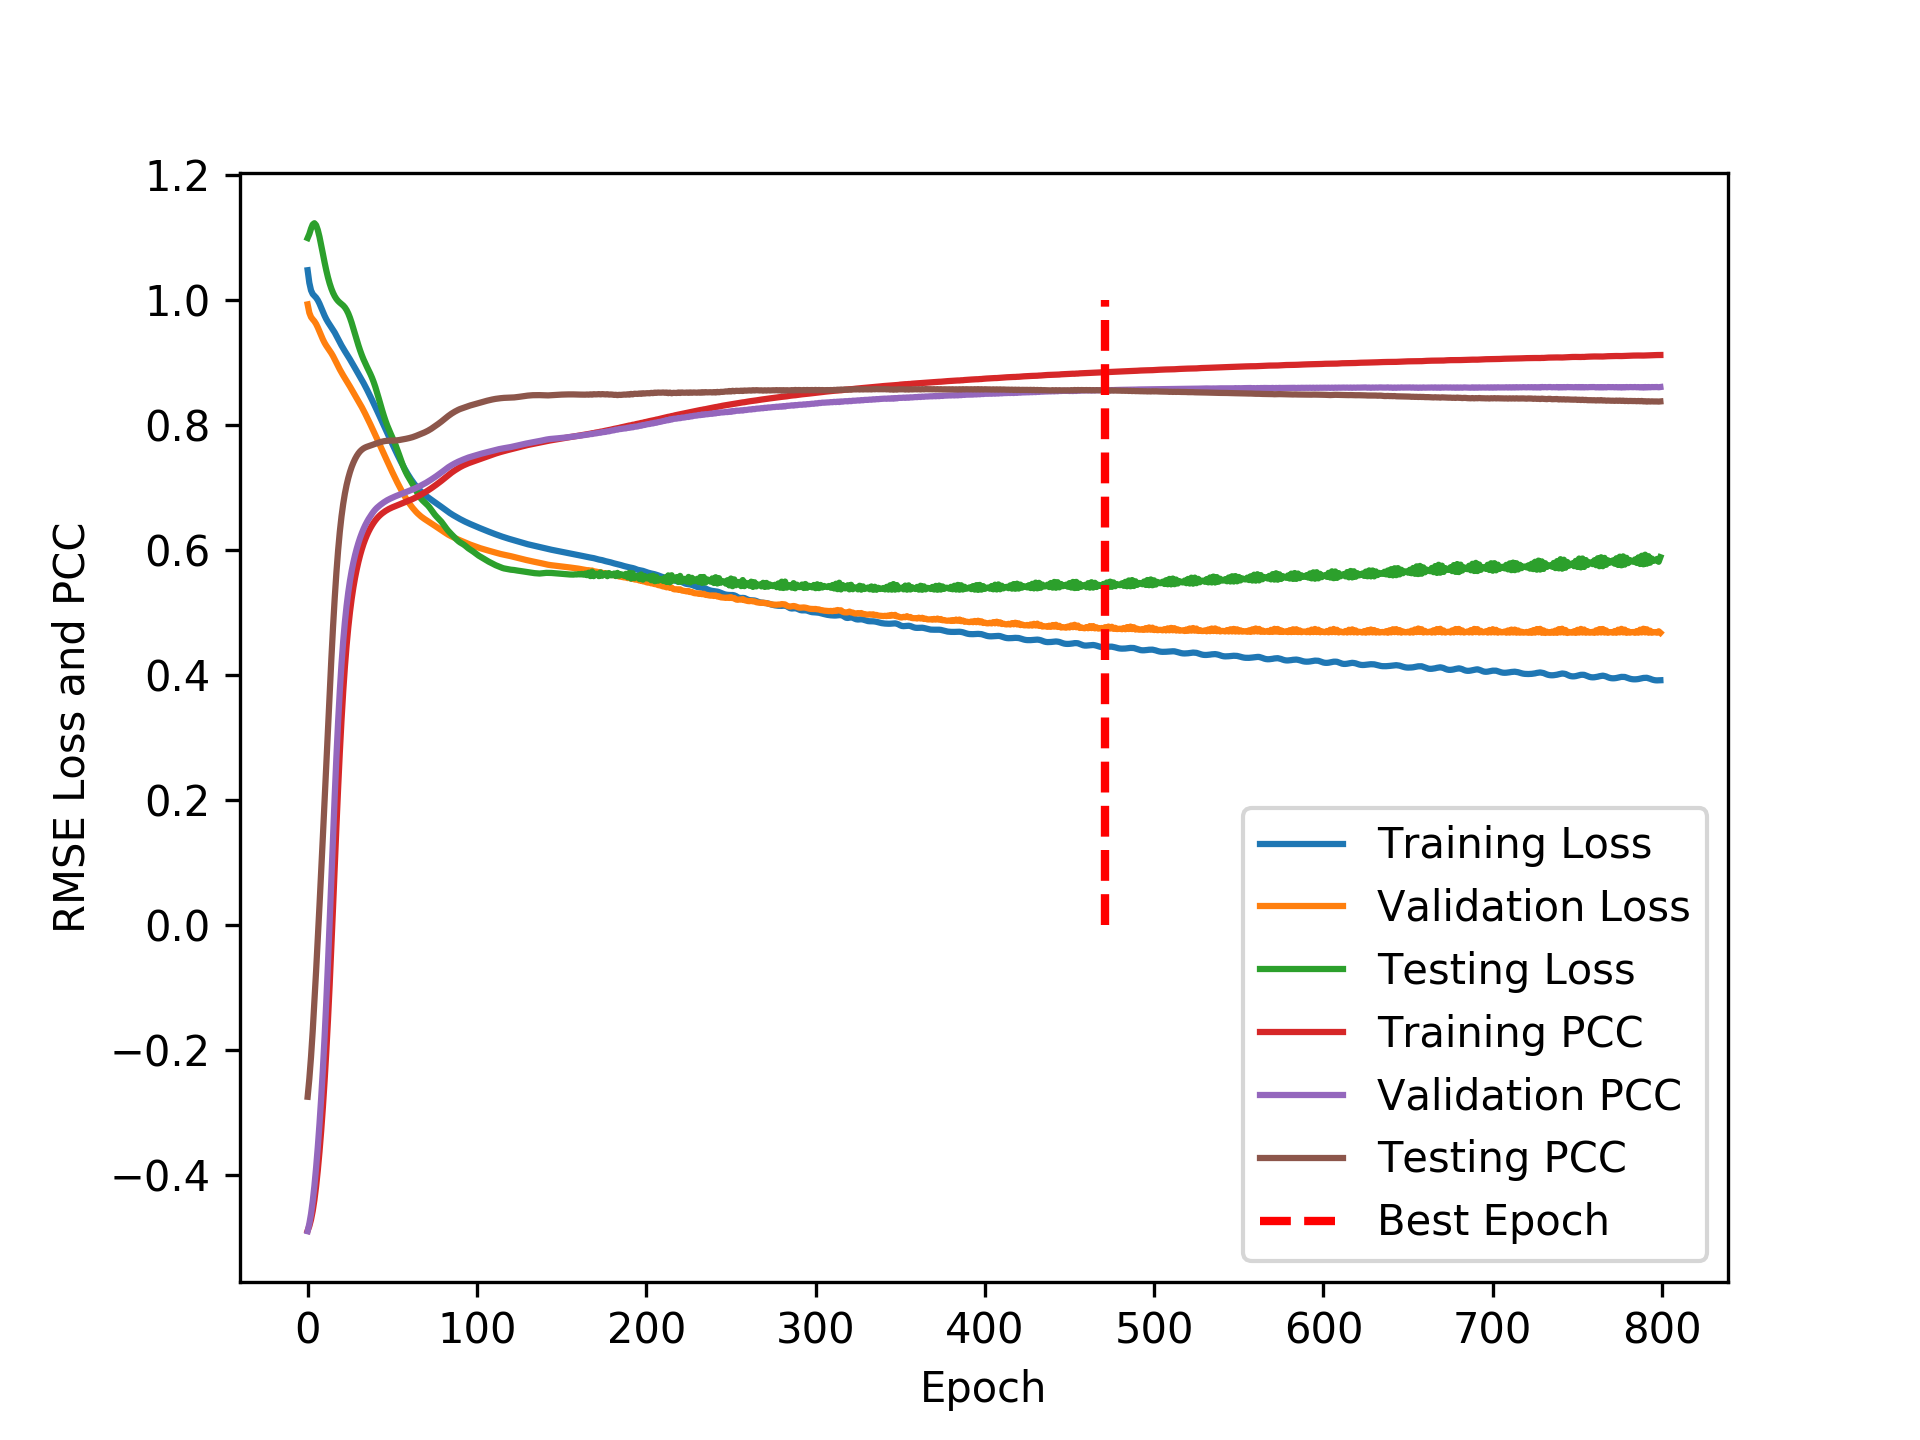 1.2
1.0
0.8
0.6
0.4
0.2
0.0
−0.2
−0.4
RMSE Loss and PCC
0 100 200 300 400 500 600 700 800
Epoch
Training Loss
Validation Loss
Testing Loss
Training PCC
Validation PCC
Testing PCC
Best Epoch